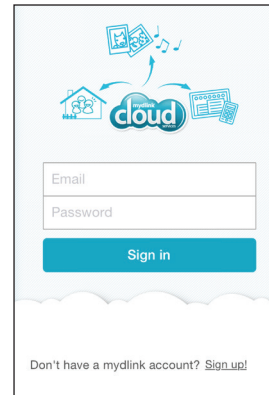 mydlink
cloud
services
Email
Password
Sign in
Don't have a mydlink account? Sign up!